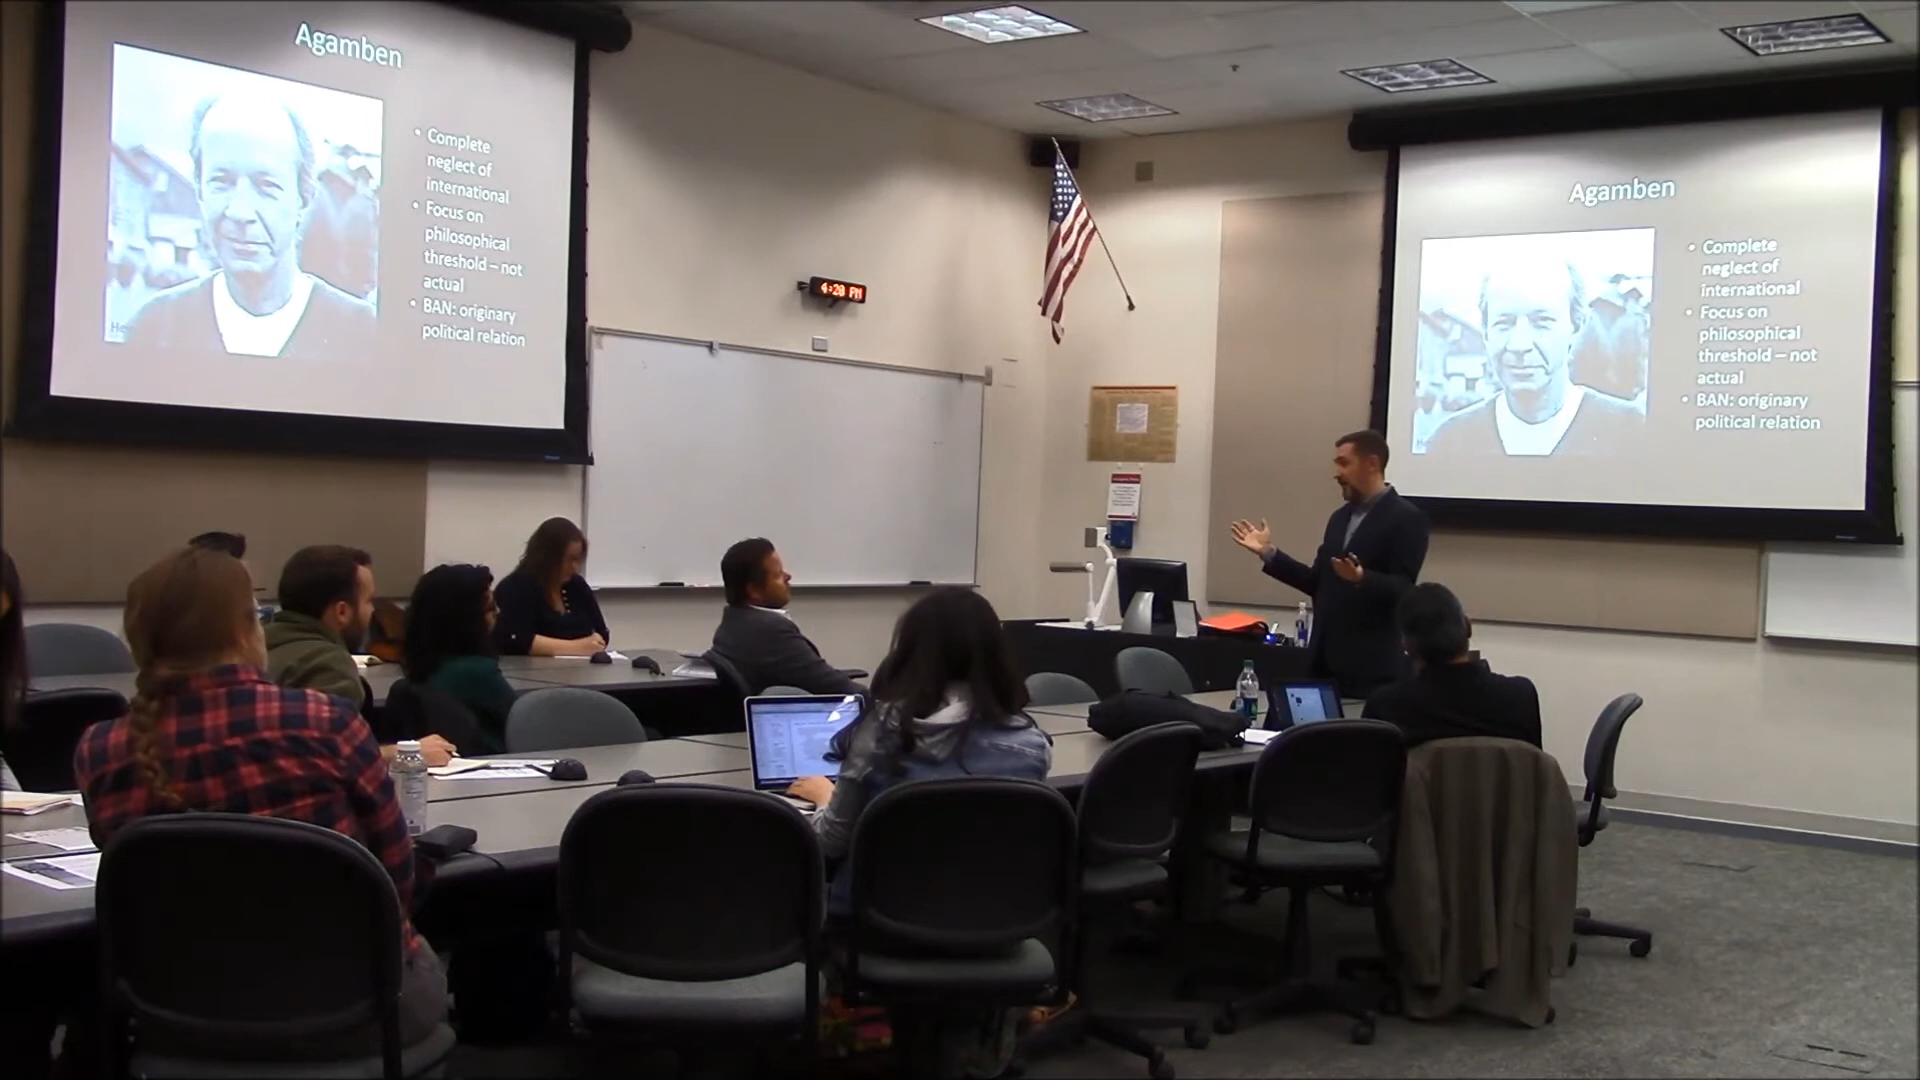 Agamben
• Complete
neglect of
international
• Focus on
philosophical
threshold – not
actual
• BAN: originary
political relation
4:20 PM
Agamben
• Complete
neglect of
international
• Focus on
philosophical
threshold – not
actual
• BAN: originary
political relation